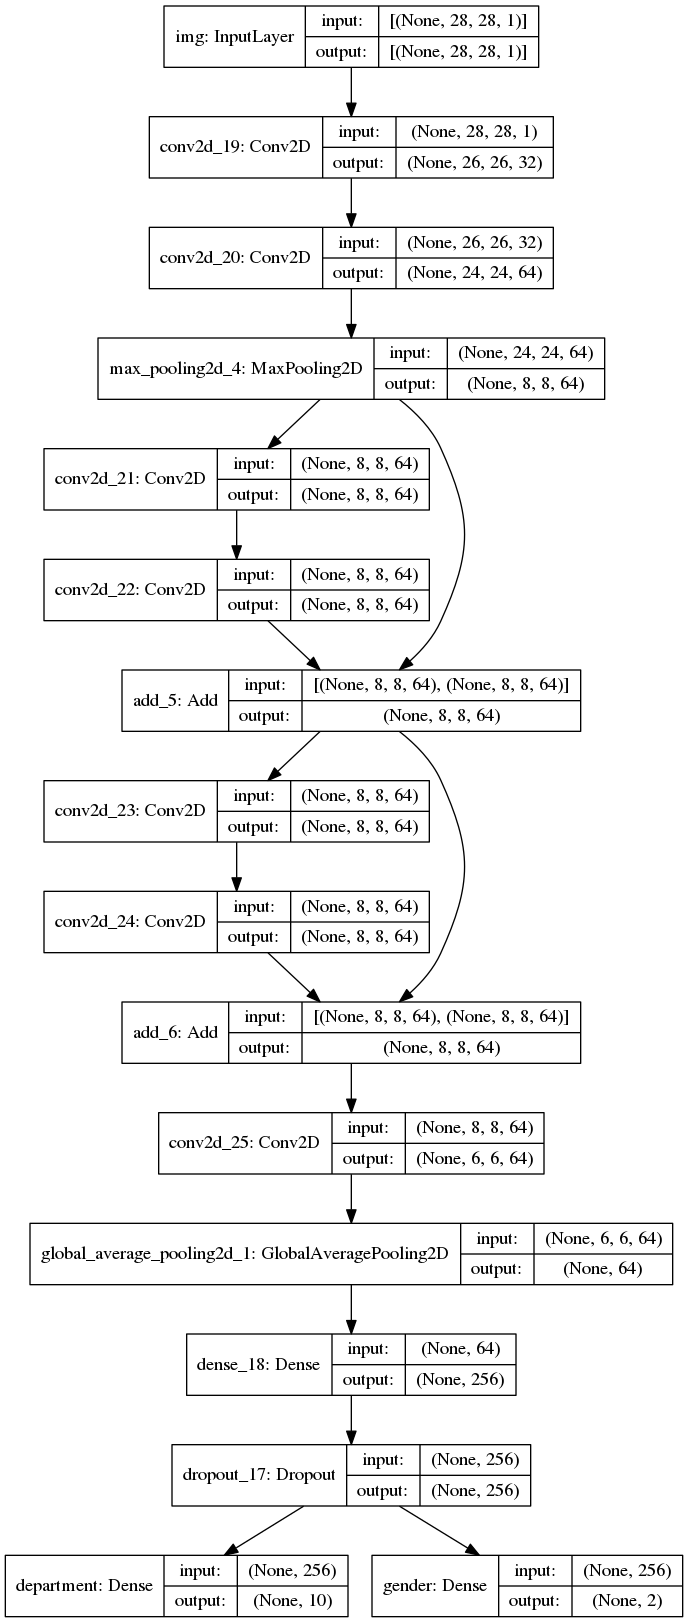 img: InputLayer input: [(None, 28, 28, 1)]
output: [(None, 28, 28, 1)]
conv2d_19: Conv2D input: (None, 28, 28, 1)
output: (None, 26, 26, 32)
conv2d_20: Conv2D input: (None, 26, 26, 32)
output: (None, 24, 24, 64)
max_pooling2d_4: MaxPooling2D input: (None, 24, 24, 64)
output: (None, 8, 8, 64)
conv2d_21: Conv2D input: (None, 8, 8, 64)
output: (None, 8, 8, 64)
conv2d_22: Conv2D input: (None, 8, 8, 64)
output: (None, 8, 8, 64)
add_5: Add input: [(None, 8, 8, 64), (None, 8, 8, 64)]
output: (None, 8, 8, 64)
conv2d_23: Conv2D input: (None, 8, 8, 64)
output: (None, 8, 8, 64)
conv2d_24: Conv2D input: (None, 8, 8, 64)
output: (None, 8, 8, 64)
add_6: Add input: [(None, 8, 8, 64), (None, 8, 8, 64)]
output: (None, 8, 8, 64)
conv2d_25: Conv2D input: (None, 8, 8, 64)
output: (None, 6, 6, 64)
global_average_pooling2d_1: GlobalAveragePooling2D input: (None, 6, 6, 64)
output: (None, 64)
dense_18: Dense input: (None, 64)
output: (None, 256)
dropout_17: Dropout input: (None, 256)
output: (None, 256)
department: Dense input: (None, 256)
output: (None, 10)
gender: Dense input: (None, 256)
output: (None, 2)